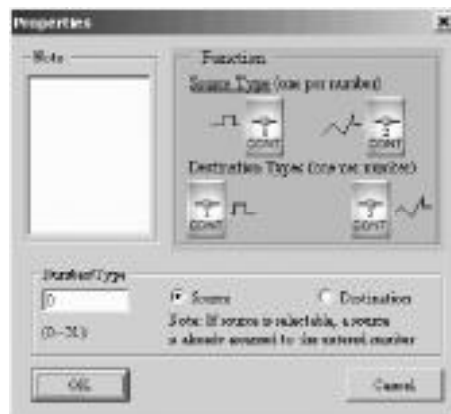 Properties
Note
Function
Source Type (one per number)
CONT
CONT
Destination Types (one per number)
CONT
CONT
Number/Type
0
Source
Destination
(0~31)
Note: If source is selectable, a source
is already assigned to the entered number
OK
Cancel